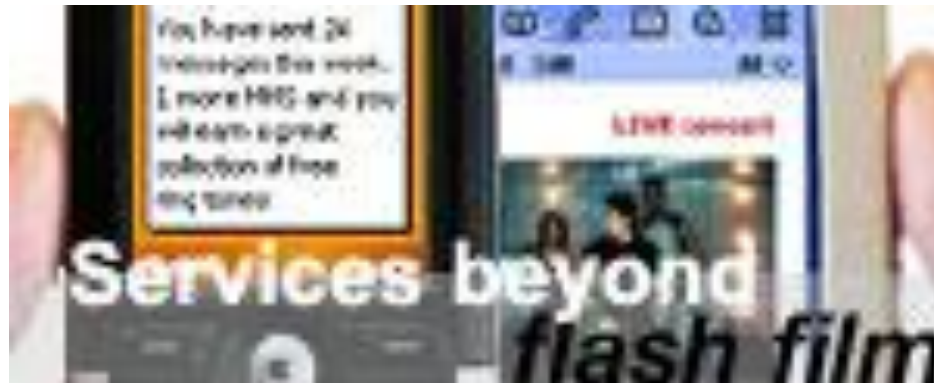 You have sent 24
messages this week.
1 more MMS and you
will earn a great
collection of free
ring tones
LIVE concert
Services beyond
flash film